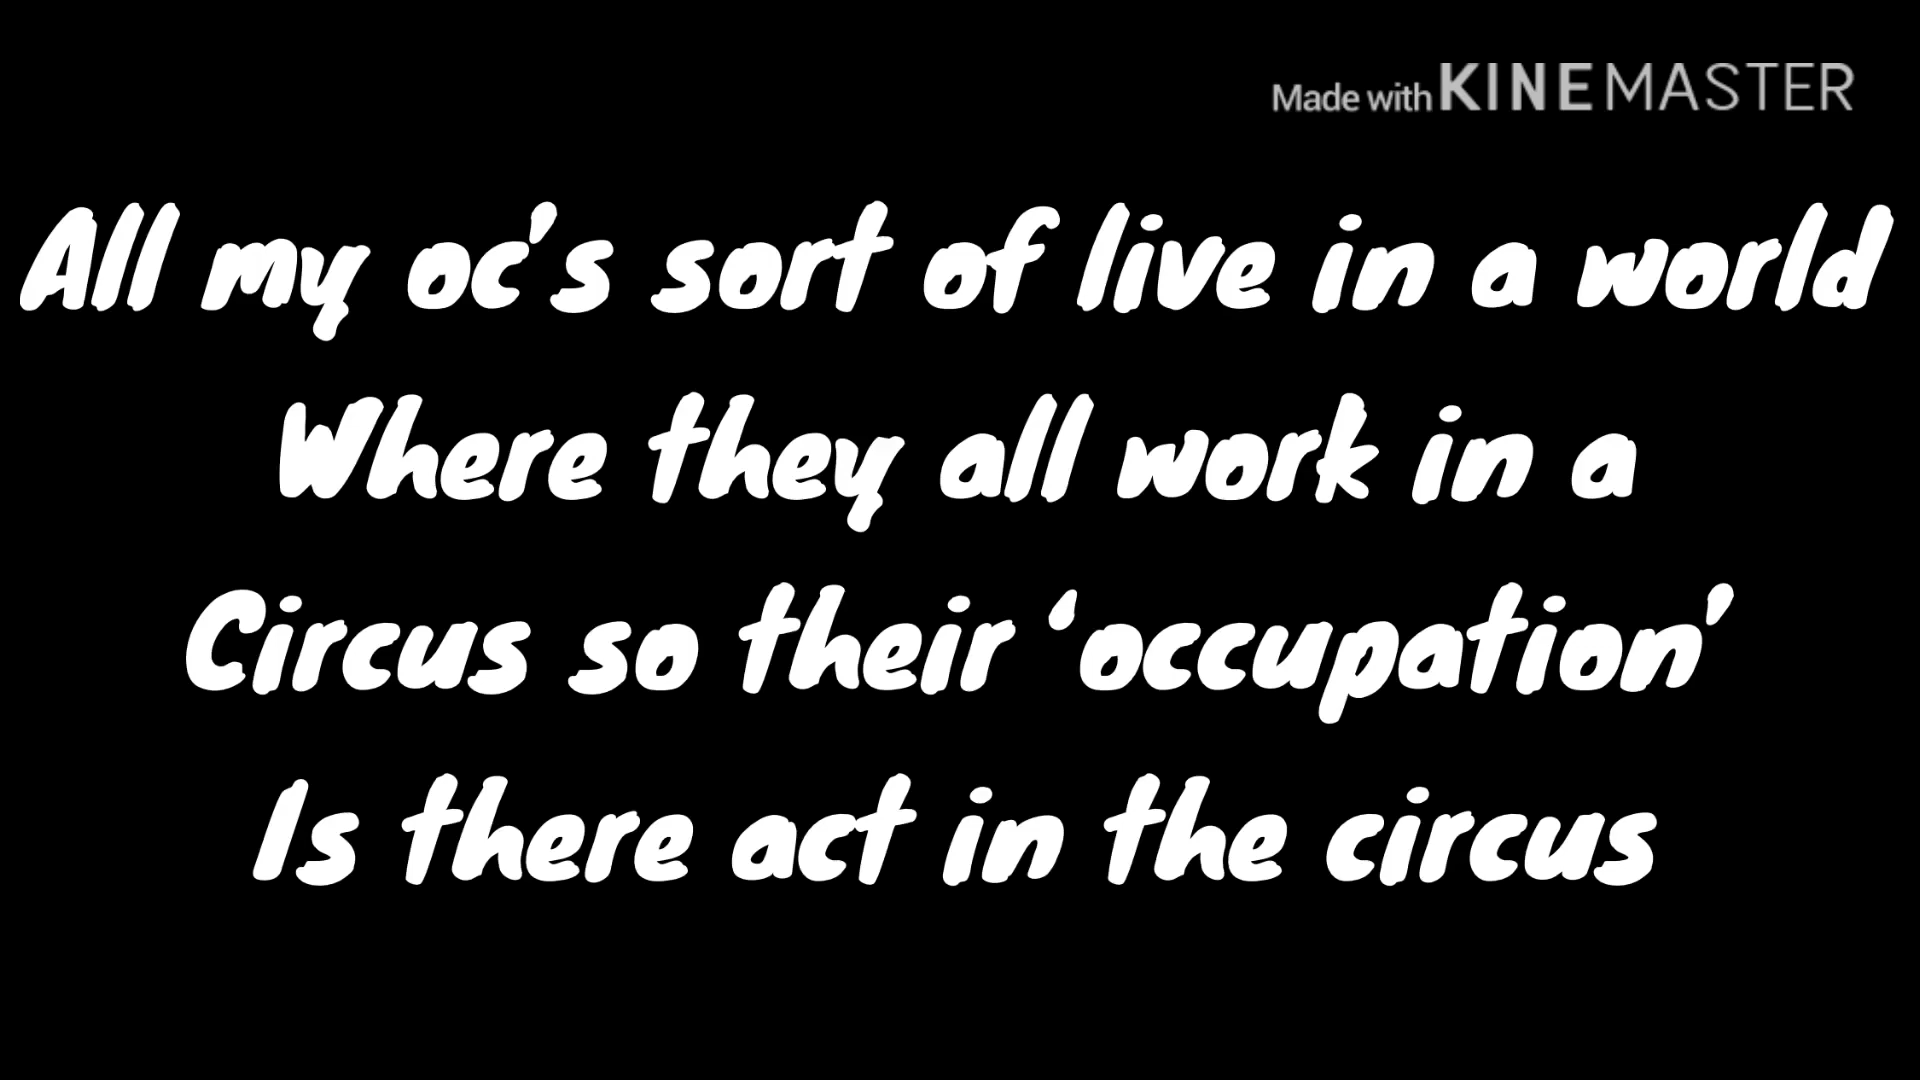 Made with KINEMASTER
All my oc's sort of live in a world
Where they all work in a
Circus so their ‘occupation’
Is there act in the circus